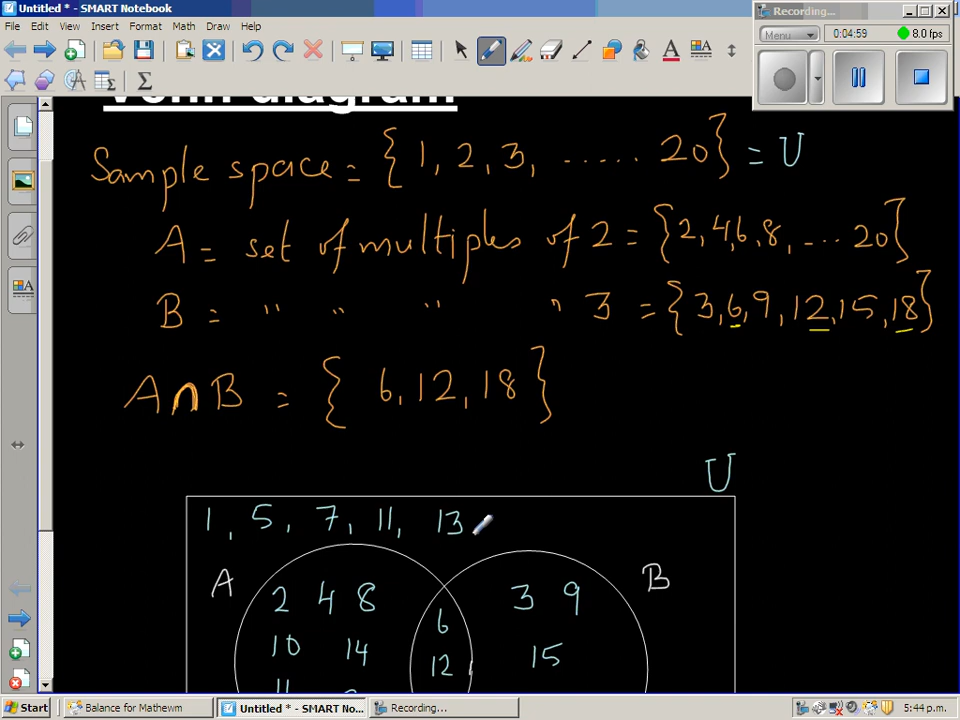 Untitled * - SMART Notebook
Recording...
File Edit View Insert Format Math Draw Help
Menu
0:04:59
8.0 fps
Venn diagram
Sample space = { 1, 2, 3, ...... 20} = U
A = set of multiples of 2 = {2, 4, 6, 8, ... 20}
B = " " " " 3 = {3, 6, 9, 12, 15, 18}
A∩B = { 6, 12, 18 }
U
1, 5, 7, 11, 13
A
B
2 4 8
3 9
6
10 14
12
15
Start
Balance for Mathewm
Untitled * - SMART No...
Recording...
5:44 p.m.